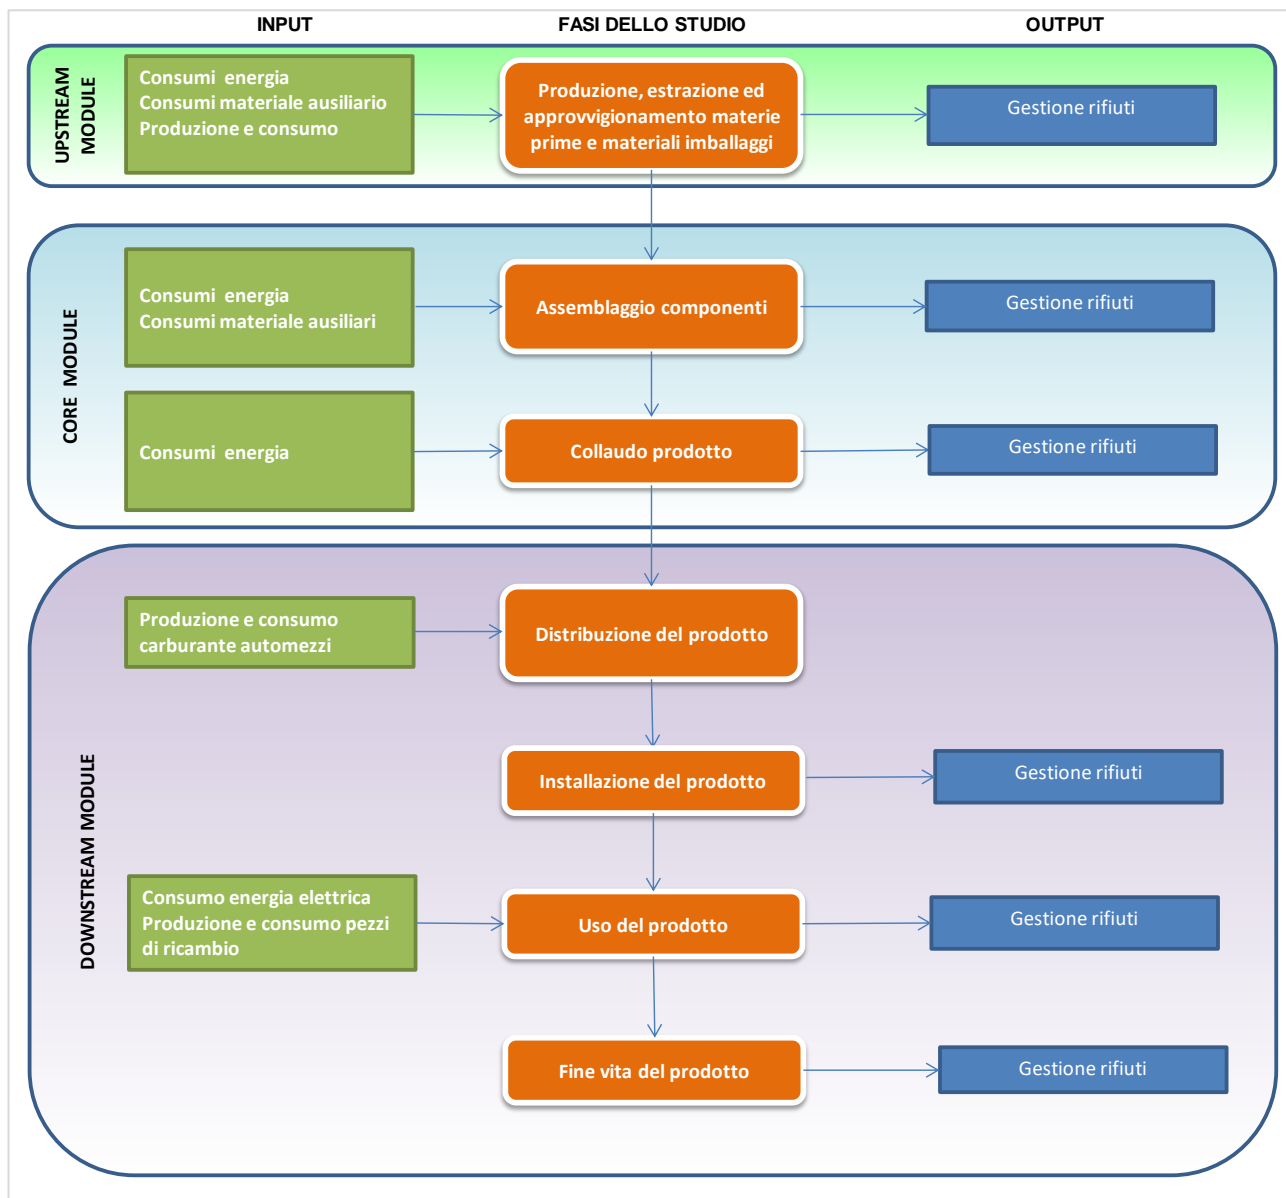 INPUT
FASI DELLO STUDIO
OUTPUT
UPSTREAM
MODULE
Consumi energia
Consumi materiale ausiliario
Produzione e consumo
Produzione, estrazione ed
approvvigionamento materie
prime e materiali imballaggi
Gestione rifiuti
CORE MODULE
Consumi energia
Consumi materiale ausiliari
Assemblaggio componenti
Gestione rifiuti
Consumi energia
Collaudo prodotto
Gestione rifiuti
DOWNSTREAM MODULE
Produzione e consumo
carburante automezzi
Distribuzione del prodotto
Installazione del prodotto
Gestione rifiuti
Consumo energia elettrica
Produzione e consumo pezzi
di ricambio
Uso del prodotto
Gestione rifiuti
Fine vita del prodotto
Gestione rifiuti